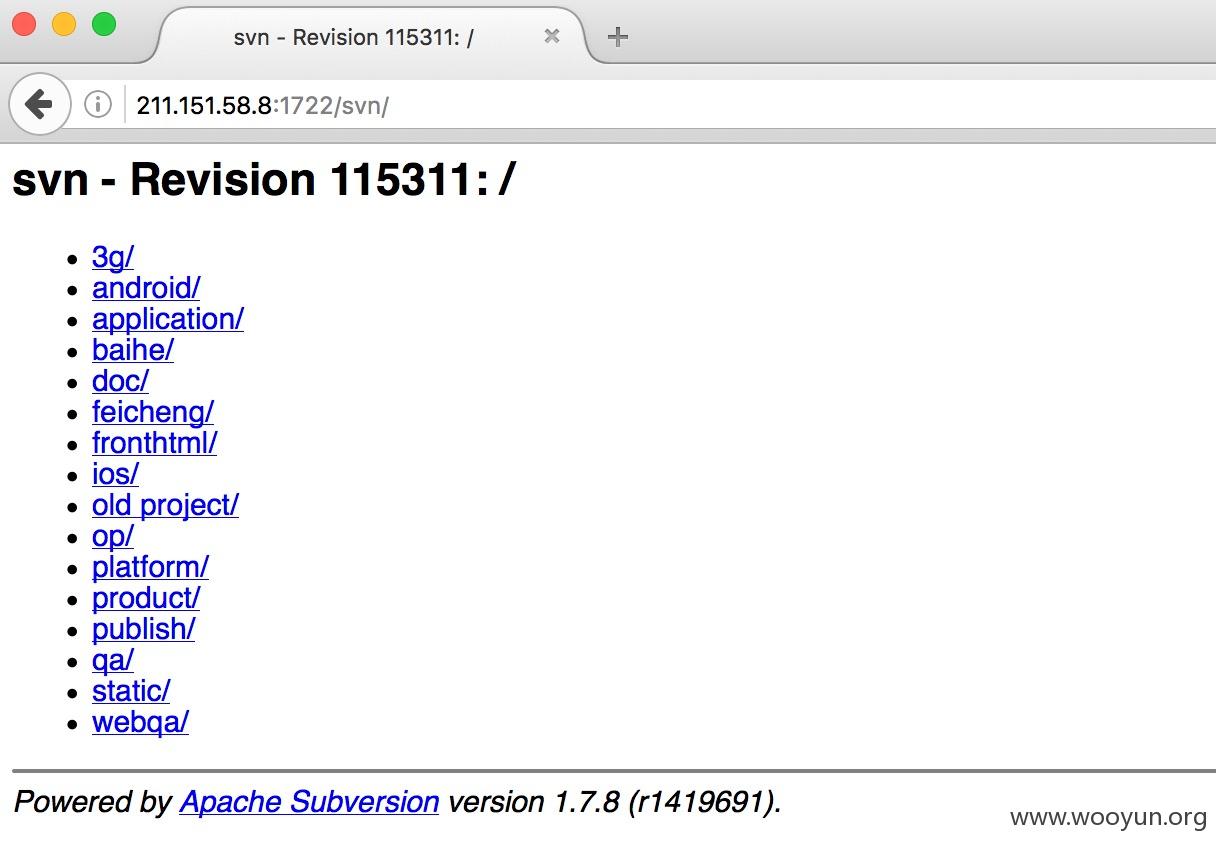 svn - Revision 115311: /
211.151.58.8:1722/svn/
svn - Revision 115311: /
3g/
android/
application/
baihe/
doc/
feicheng/
fronthtml/
ios/
old project/
op/
platform/
product/
publish/
qa/
static/
webqa/
Powered by Apache Subversion version 1.7.8 (r1419691).
www.wooyun.org